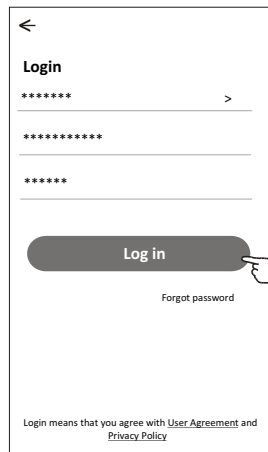 Login
******* >
***********
******
Log in
Forgot password
Login means that you agree with User Agreement and
Privacy Policy